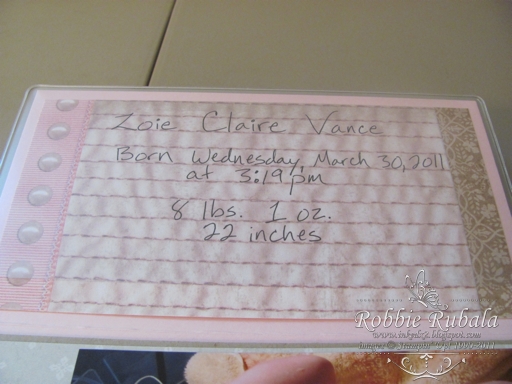 Zoie Claire Vance
Born Wednesday, March 30, 2011
at 3:19 pm
8 lbs. 1 oz.
22 inches
Robbie Rubala